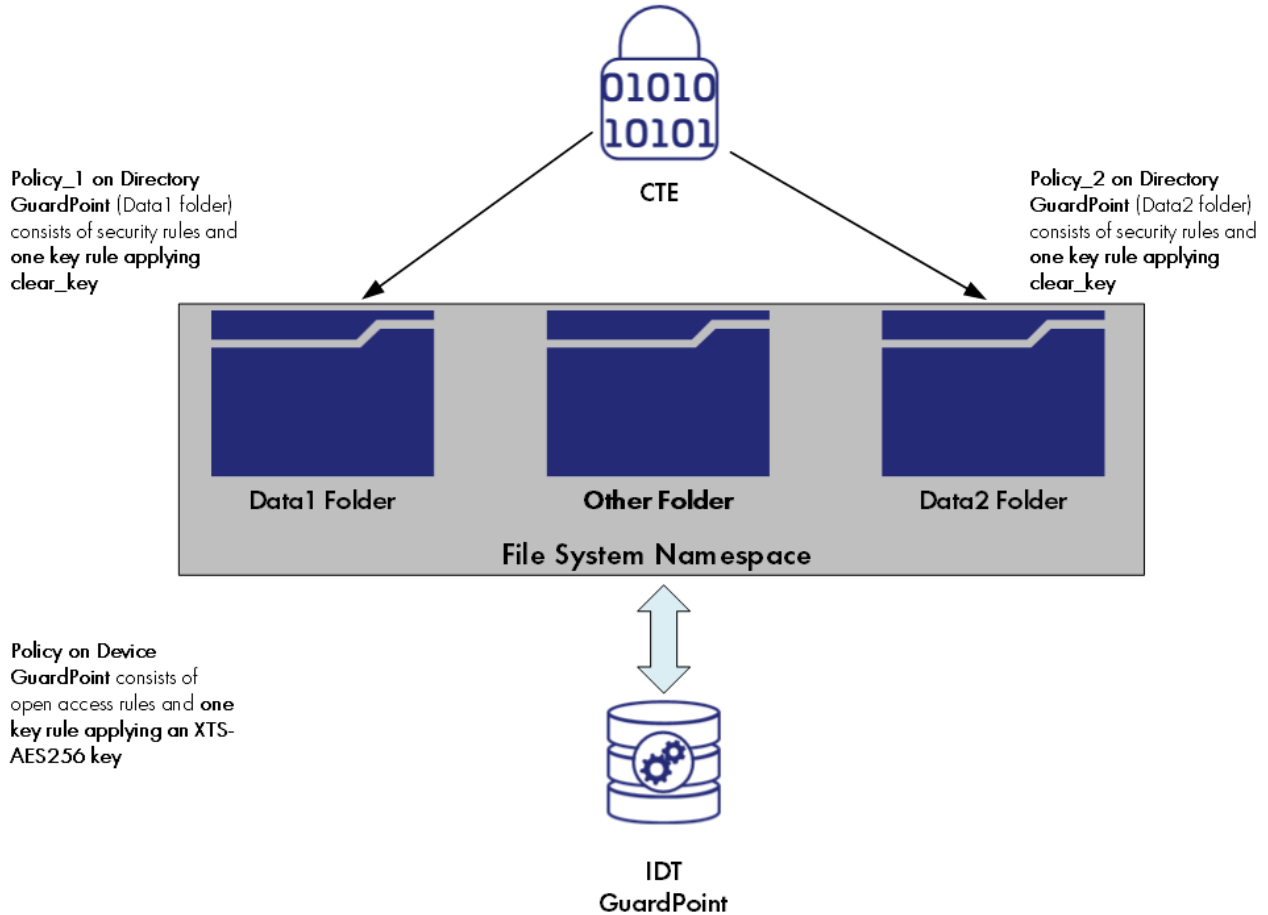 01010
10101
CTE
Policy_1 on Directory
GuardPoint (Data1 folder)
consists of security rules and
one key rule applying
clear_key
Policy_2 on Directory
GuardPoint (Data2 folder)
consists of security rules and
one key rule applying
clear_key
Data1 Folder
Other Folder
Data2 Folder
File System Namespace
Policy on Device
GuardPoint consists of
open access rules and one
key rule applying an XTS-
AES256 key
IDT
GuardPoint